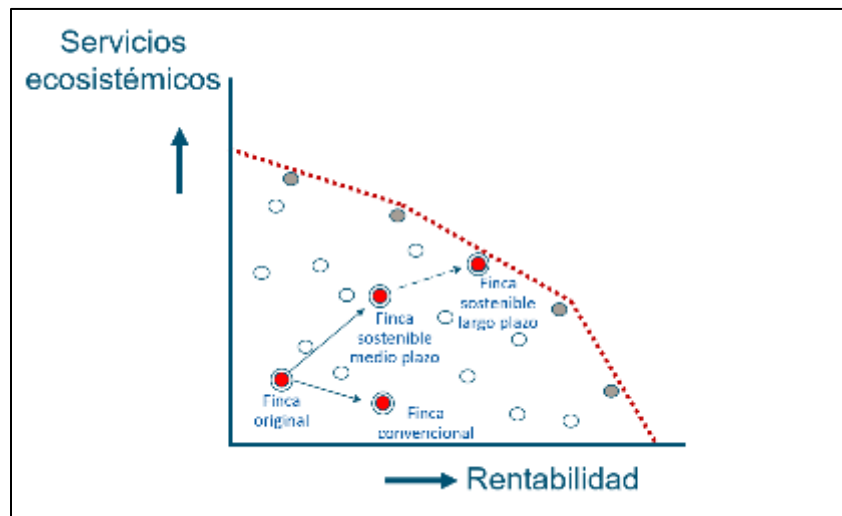 Servicios
ecosistémicos
Finca
sostenible
largo plazo
Finca
sostenible
medio plazo
Finca
original
Finca
convencional
Rentabilidad